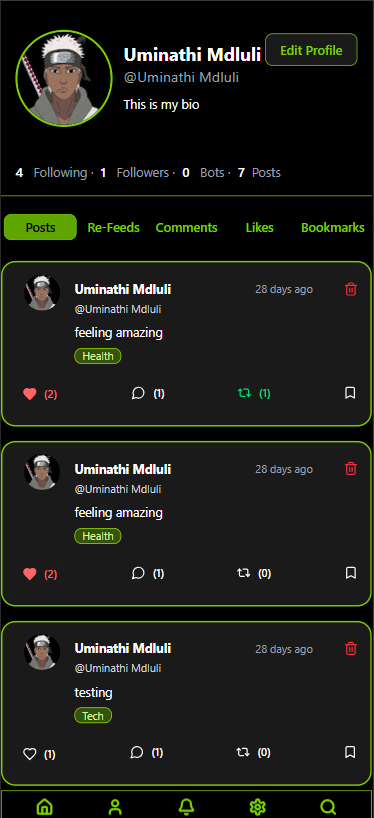 Uminathi Mdluli
Edit Profile
@Uminathi Mdluli
This is my bio
4 Following · 1 Followers · 0 Bots · 7 Posts
Posts Re-Feeds Comments Likes Bookmarks
Uminathi Mdluli 28 days ago
@Uminathi Mdluli
feeling amazing
Health
(2) (1) (1)
Uminathi Mdluli 28 days ago
@Uminathi Mdluli
feeling amazing
Health
(2) (1) (0)
Uminathi Mdluli 28 days ago
@Uminathi Mdluli
testing
Tech
(1) (1) (0)